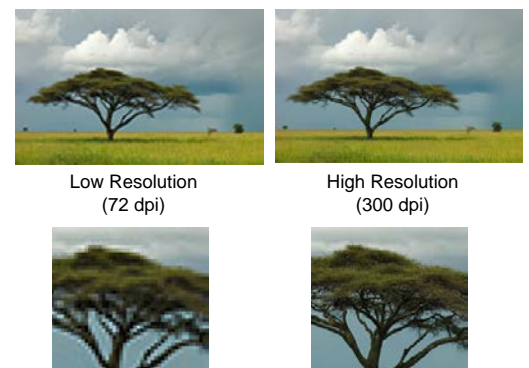 Low Resolution
(72 dpi)
High Resolution
(300 dpi)